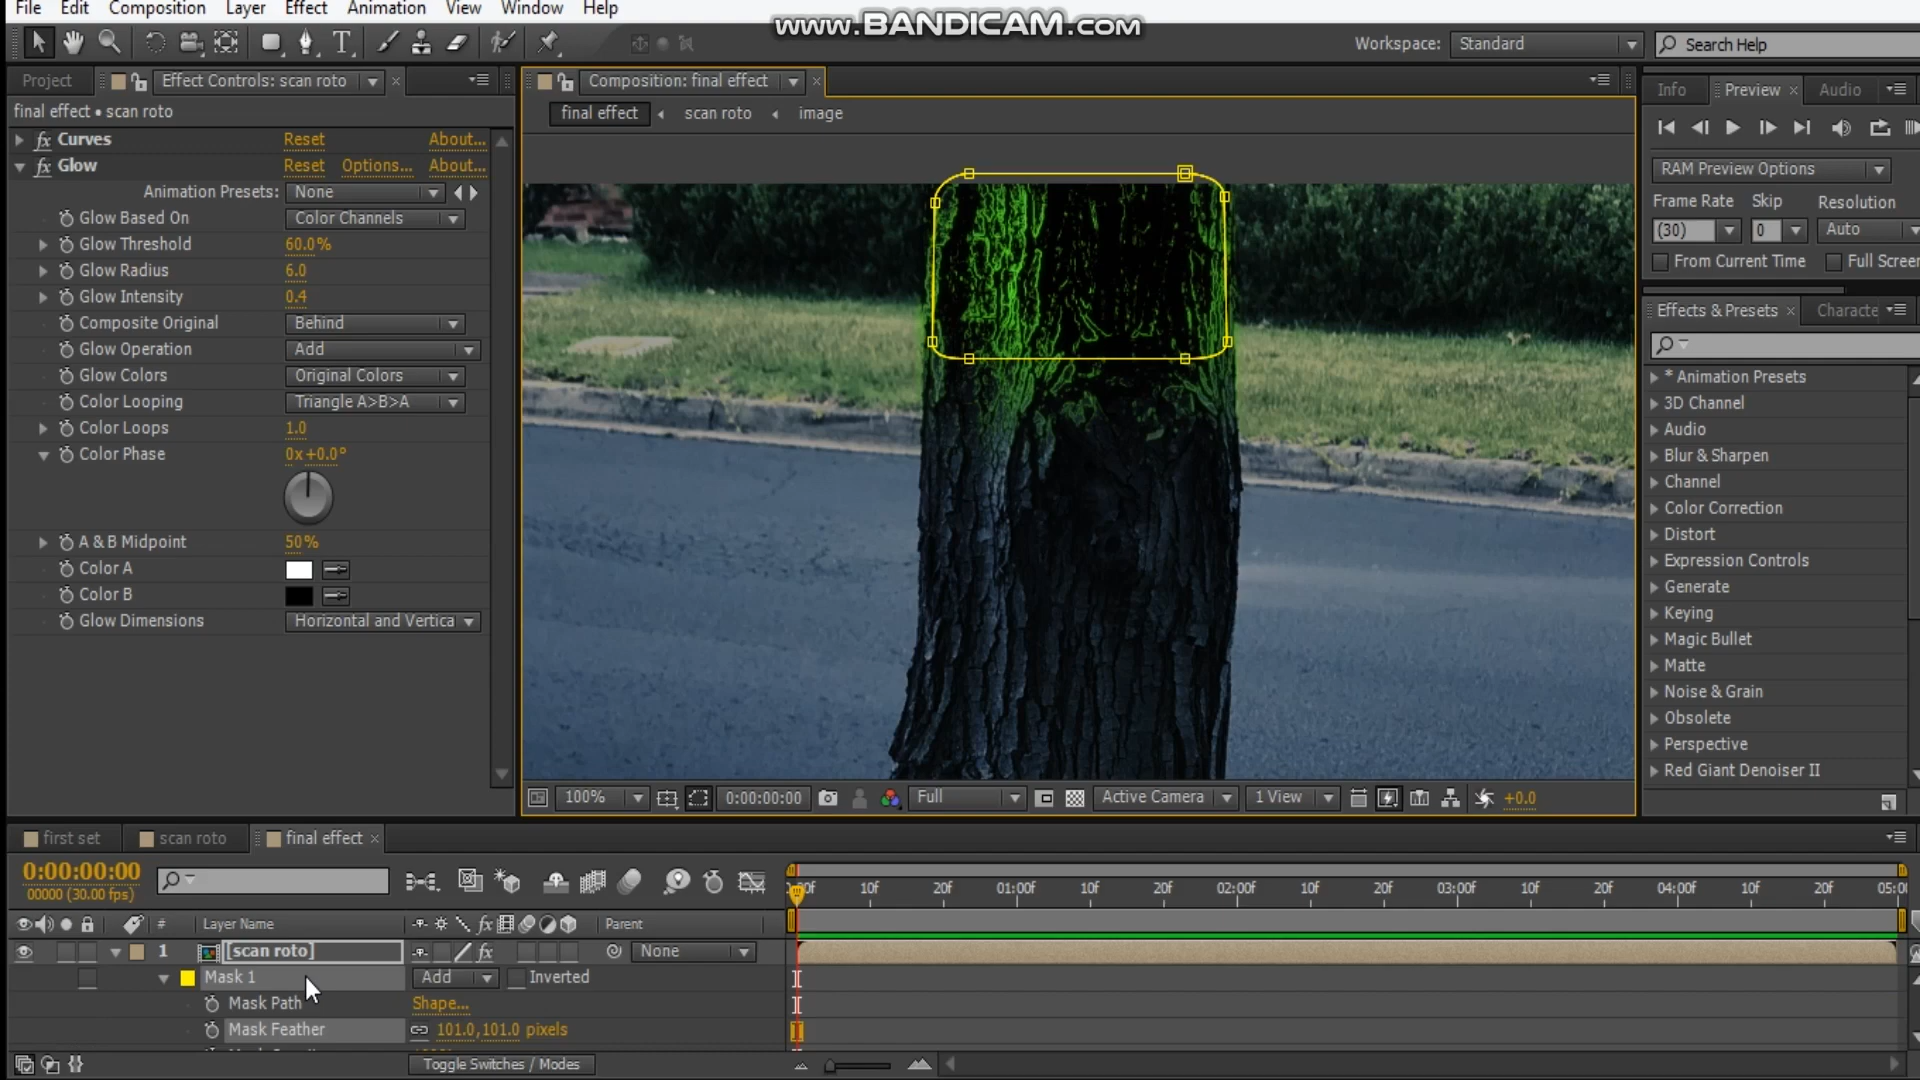 File Edit Composition Layer Effect Animation View Window Help
www.BANDICAM.com
Workspace: Standard Search Help
Project Effect Controls: scan roto
final effect • scan roto
fx Curves Reset About...
fx Glow Reset Options... About...
Animation Presets: None
Glow Based On Color Channels
Glow Threshold 60.0%
Glow Radius 6.0
Glow Intensity 0.4
Composite Original Behind
Glow Operation Add
Glow Colors Original Colors
Color Looping Triangle A>B>A
Color Loops 1.0
Color Phase 0x+0.0°
A & B Midpoint 50%
Color A
Color B
Glow Dimensions Horizontal and Vertica
Composition: final effect
final effect scan roto image
100% 0:00:00:00 Full Active Camera 1 View +0.0
Info Preview Audio
RAM Preview Options
Frame Rate Skip Resolution
(30) 0 Auto
From Current Time Full Screen
Effects & Presets Characte
* Animation Presets
3D Channel
Audio
Blur & Sharpen
Channel
Color Correction
Distort
Expression Controls
Generate
Keying
Magic Bullet
Matte
Noise & Grain
Obsolete
Perspective
Red Giant Denoiser II
first set scan roto final effect
0:00:00:00
00000 (30.00 fps)
10f 20f 01:00f 10f 20f 02:00f 10f 20f 03:00f 10f 20f 04:00f 10f 20f 05:00
# Layer Name fx Parent
1 [scan roto] fx None
Mask 1 Add Inverted
Mask Path Shape...
Mask Feather 101.0,101.0 pixels
Toggle Switches / Modes